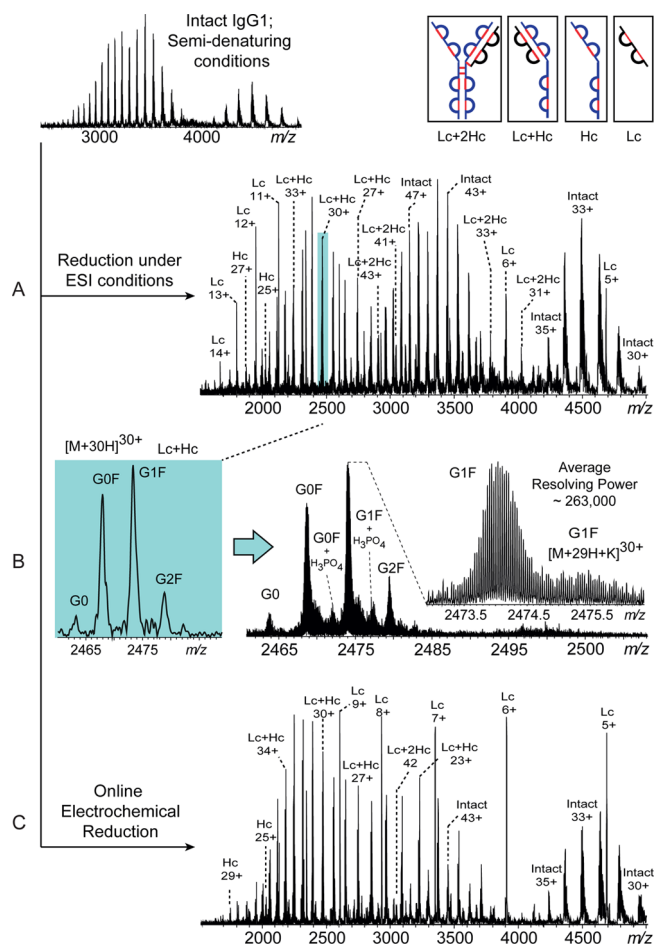 Intact IgG1;
Semi-denaturing
conditions
3000
4000
m/z
Lc+2Hc
Lc+Hc
Hc
Lc
A
Reduction under
ESI conditions
Lc
14+
Lc
13+
Hc
27+
Lc
12+
Hc
25+
Lc
11+
Lc+Hc
33+
Lc+Hc
30+
Lc+Hc
27+
Lc+2Hc
43+
Lc+2Hc
41+
Intact
47+
Intact
43+
Lc+2Hc
33+
Lc
6+
Lc+2Hc
31+
Intact
35+
Intact
33+
Lc
5+
Intact
30+
2000
2500
3000
3500
4000
4500
m/z
B
[M+30H]30+
Lc+Hc
G0
G0F
G1F
G2F
2465
2475
m/z
G0
G0F
G0F
+
H3PO4
G1F
+
H3PO4
G2F
2465
2475
2485
2495
2505
m/z
G1F
Average
Resolving Power
~ 263,000
G1F
[M+29H+K]30+
2473.5
2474.5
2475.5
m/z
C
Online
Electrochemical
Reduction
Hc
29+
Hc
25+
Lc+Hc
34+
Lc+Hc
30+
Lc
9+
Lc+Hc
27+
Lc
8+
Lc+2Hc
42
Lc
7+
Lc+Hc
23+
Intact
43+
Lc
6+
Intact
35+
Intact
33+
Lc
5+
Intact
30+
2000
2500
3000
3500
4000
4500
m/z